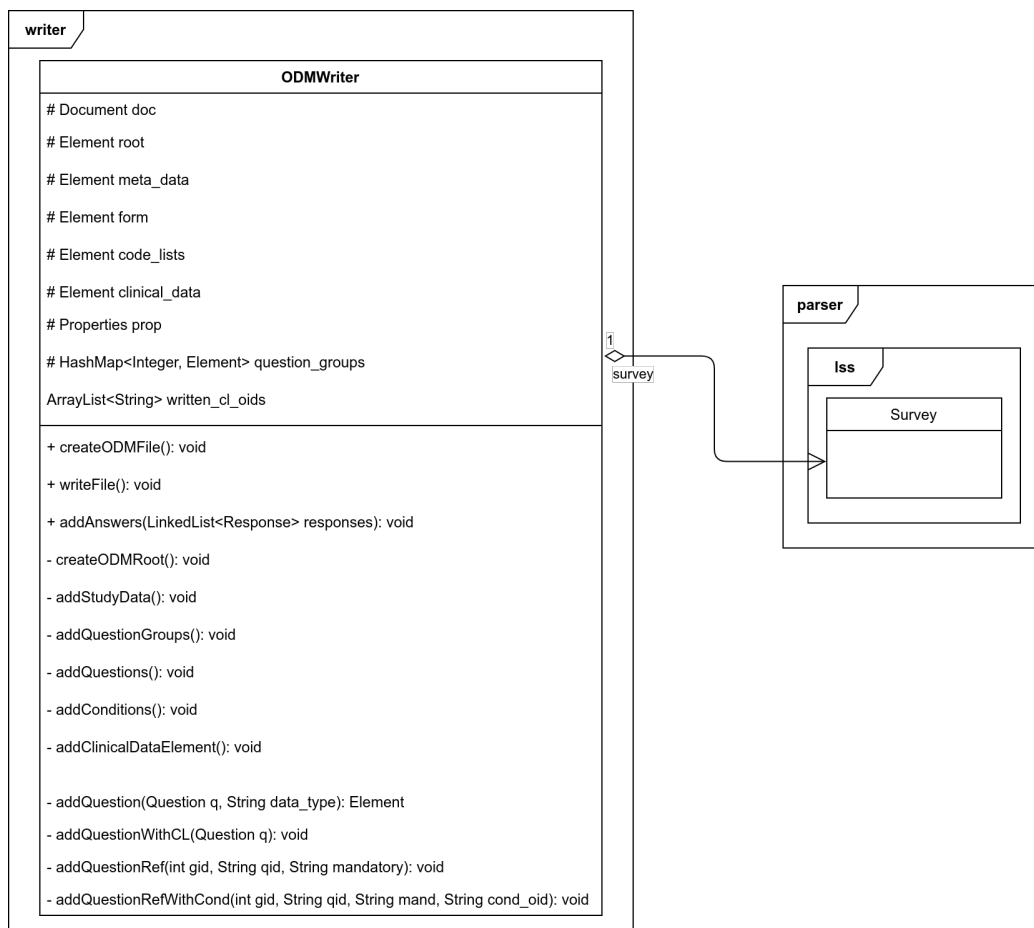 writer
ODMWriter
# Document doc
# Element root
# Element meta_data
# Element form
# Element code_lists
# Element clinical_data
# Properties prop
# HashMap<Integer, Element> question_groups
ArrayList<String> written_cl_oids
+ createODMFile(): void
+ writeFile(): void
+ addAnswers(LinkedList<Response> responses): void
- createODMRoot(): void
- addStudyData(): void
- addQuestionGroups(): void
- addQuestions(): void
- addConditions(): void
- addClinicalDataElement(): void
- addQuestion(Question q, String data_type): Element
- addQuestionWithCL(Question q): void
- addQuestionRef(int gid, String qid, String mandatory): void
- addQuestionRefWithCond(int gid, String qid, String mand, String cond_oid): void
1
survey
parser
lss
Survey